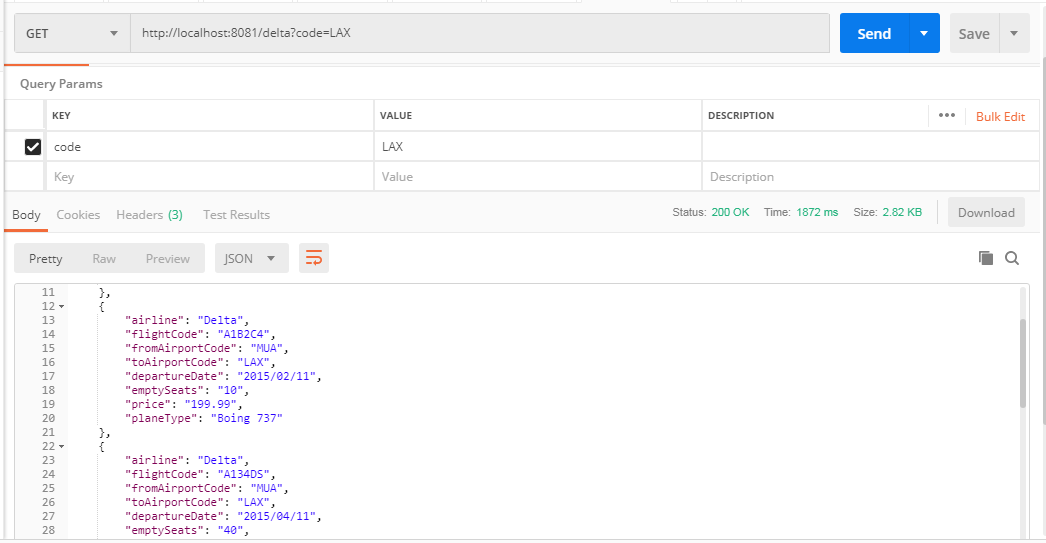 GET http://localhost:8081/delta?code=LAX Send Save
Query Params
KEY VALUE DESCRIPTION ••• Bulk Edit
code LAX
Key Value Description
Body Cookies Headers (3) Test Results Status: 200 OK Time: 1872 ms Size: 2.82 KB Download
Pretty Raw Preview JSON
11 },
12 {
13 "airline": "Delta",
14 "flightCode": "A1B2C4",
15 "fromAirportCode": "MUA",
16 "toAirportCode": "LAX",
17 "departureDate": "2015/02/11",
18 "emptySeats": "10",
19 "price": "199.99",
20 "planeType": "Boing 737"
21 },
22 {
23 "airline": "Delta",
24 "flightCode": "A134DS",
25 "fromAirportCode": "MUA",
26 "toAirportCode": "LAX",
27 "departureDate": "2015/04/11",
28 "emptySeats": "40",